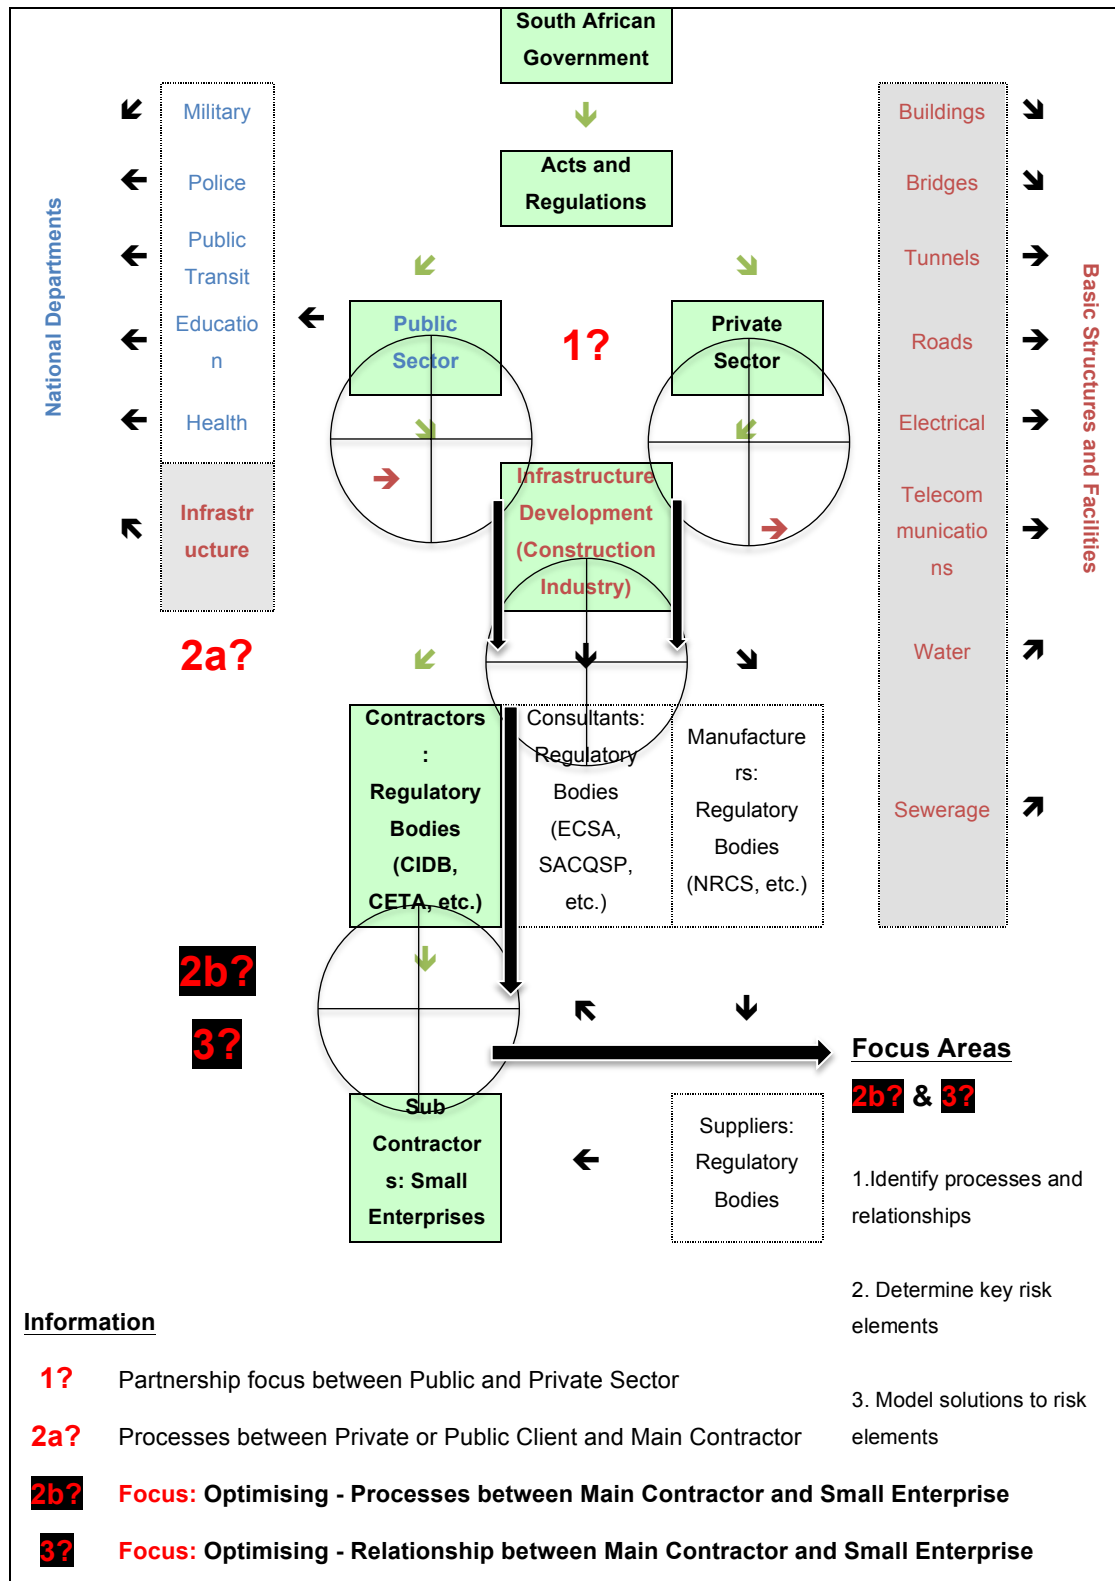 South African
Government
Acts and
Regulations
National Departments
Military
Police
Public
Transit
Educatio
n
Health
Infrastr
ucture
Public
Sector
1?
Private
Sector
Infrastructure
Development
(Construction
Industry)
Buildings
Bridges
Tunnels
Roads
Electrical
Telecom
municatio
ns
Water
Sewerage
Basic Structures and Facilities
2a?
Contractors
:
Regulatory
Bodies
(CIDB,
CETA, etc.)
Consultants:
Regulatory
Bodies
(ECSA,
SACQSP,
etc.)
Manufacture
rs:
Regulatory
Bodies
(NRCS, etc.)
2b?
3?
Sub
Contractor
s: Small
Enterprises
Suppliers:
Regulatory
Bodies
Focus Areas
2b? & 3?
1.Identify processes and
relationships
2. Determine key risk
elements
3. Model solutions to risk
elements
Information
1? Partnership focus between Public and Private Sector
2a? Processes between Private or Public Client and Main Contractor
2b? Focus: Optimising - Processes between Main Contractor and Small Enterprise
3? Focus: Optimising - Relationship between Main Contractor and Small Enterprise